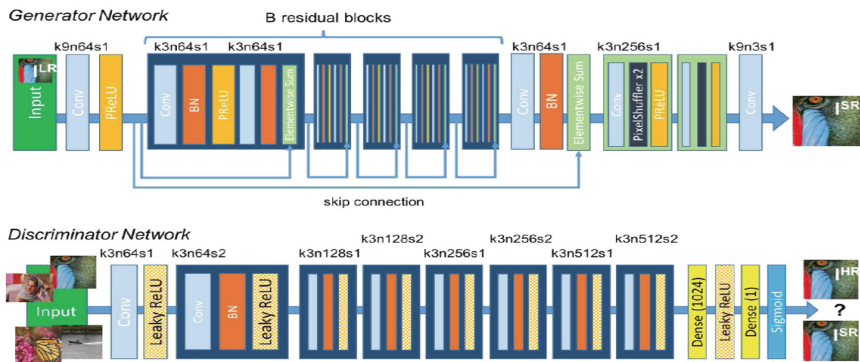 Generator Network
B residual blocks
k9n64s1
k3n64s1
k3n64s1
k3n64s1
k3n256s1
k9n3s1
I^LR
Input
Conv
PReLU
Conv
BN
PReLU
Elementwise Sum
Conv
BN
Elementwise Sum
Conv
PixelShuffler x2
PReLU
Conv
I^SR
skip connection
Discriminator Network
k3n64s1
k3n64s2
k3n128s1
k3n128s2
k3n256s1
k3n256s2
k3n512s1
k3n512s2
Input
Conv
Leaky ReLU
Conv
BN
Leaky ReLU
Dense (1024)
Leaky ReLU
Dense (1)
Sigmoid
I^HR
?
I^SR